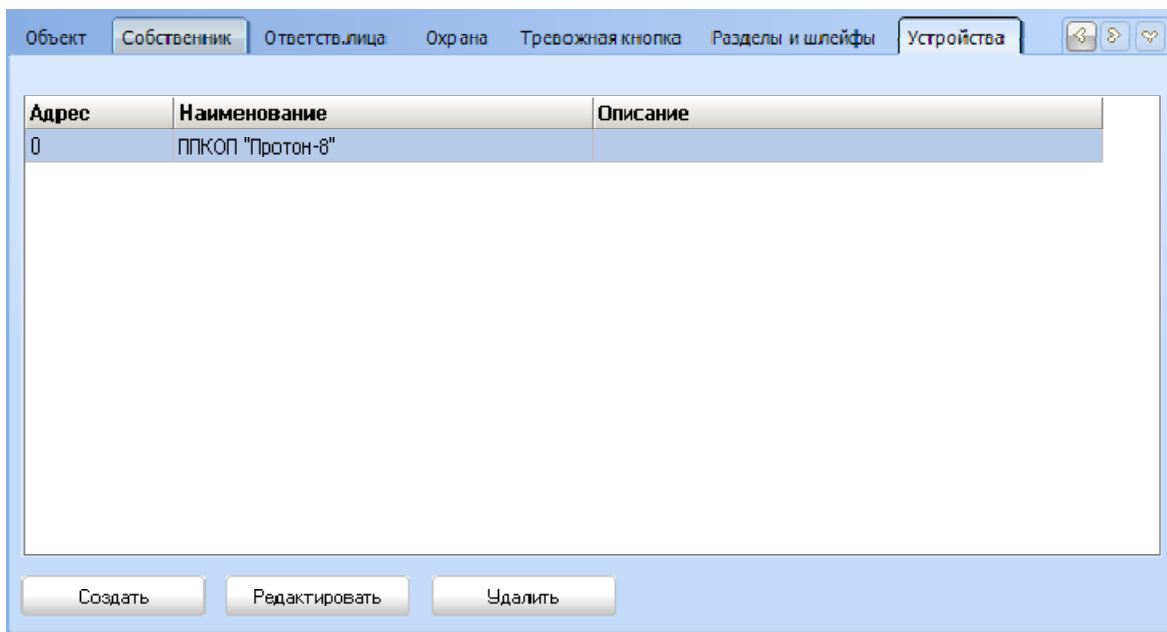 Объект Собственник Ответств.лица Охрана Тревожная кнопка Разделы и шлейфы Устройства
Адрес Наименование Описание
0 ППКОП "Протон-8"
Создать Редактировать Удалить